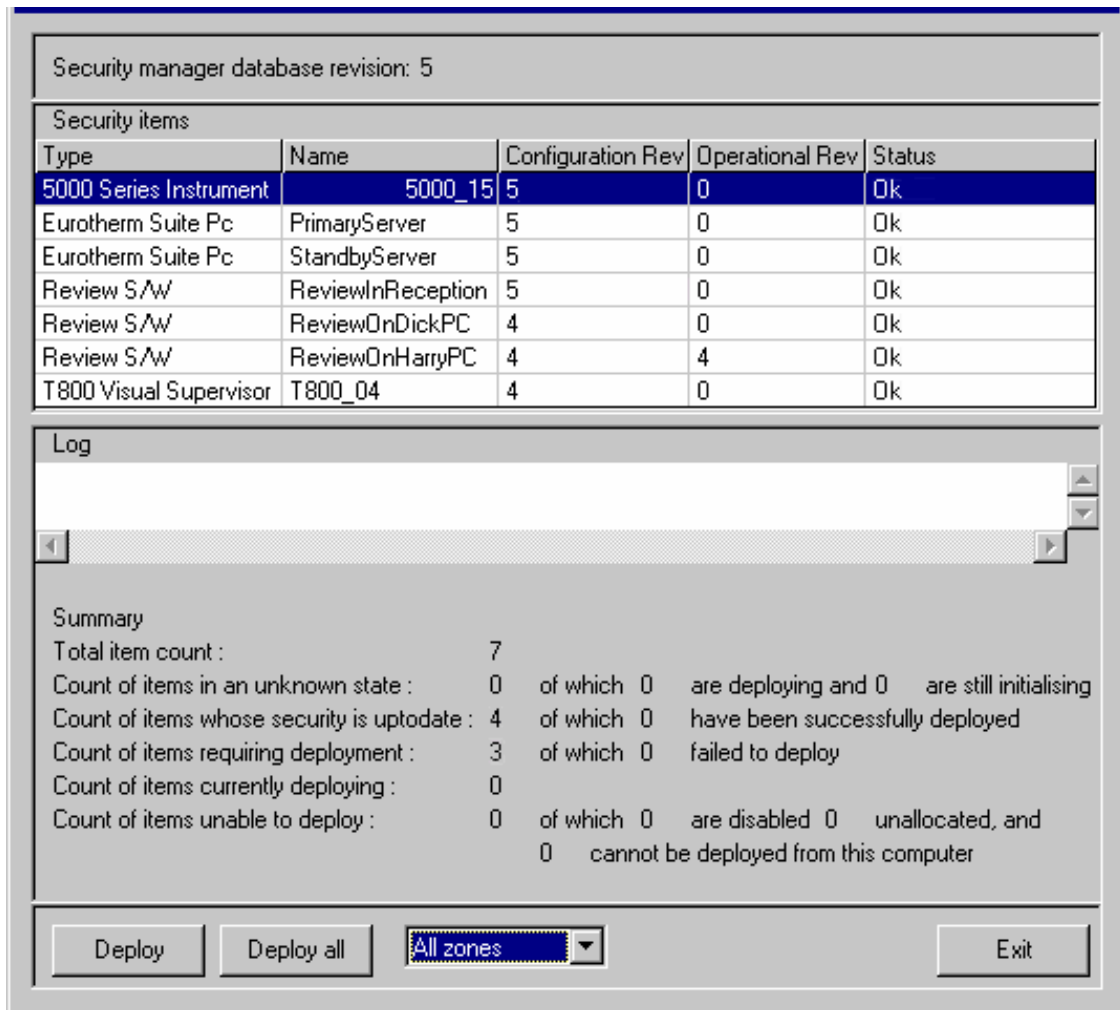 Security manager database revision: 5
Security items
Type Name Configuration Rev Operational Rev Status
5000 Series Instrument 5000_15 5 0 Ok
Eurotherm Suite Pc PrimaryServer 5 0 Ok
Eurotherm Suite Pc StandbyServer 5 0 Ok
Review S/W ReviewInReception 5 0 Ok
Review S/W ReviewOnDickPC 4 0 Ok
Review S/W ReviewOnHarryPC 4 4 Ok
T800 Visual Supervisor T800_04 4 0 Ok
Log
Summary
Total item count : 7
Count of items in an unknown state : 0 of which 0 are deploying and 0 are still initialising
Count of items whose security is uptodate : 4 of which 0 have been successfully deployed
Count of items requiring deployment : 3 of which 0 failed to deploy
Count of items currently deploying : 0
Count of items unable to deploy : 0 of which 0 are disabled 0 unallocated, and
0 cannot be deployed from this computer
Deploy Deploy all All zones Exit